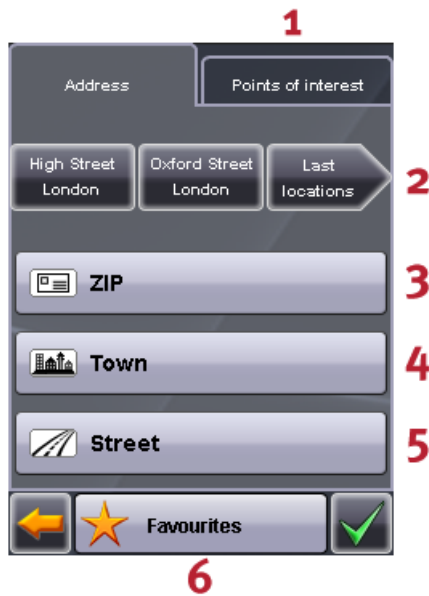 1
Address
Points of interest
High Street
London
Oxford Street
London
Last
locations
2
ZIP
3
Town
4
Street
5
Favourites
6